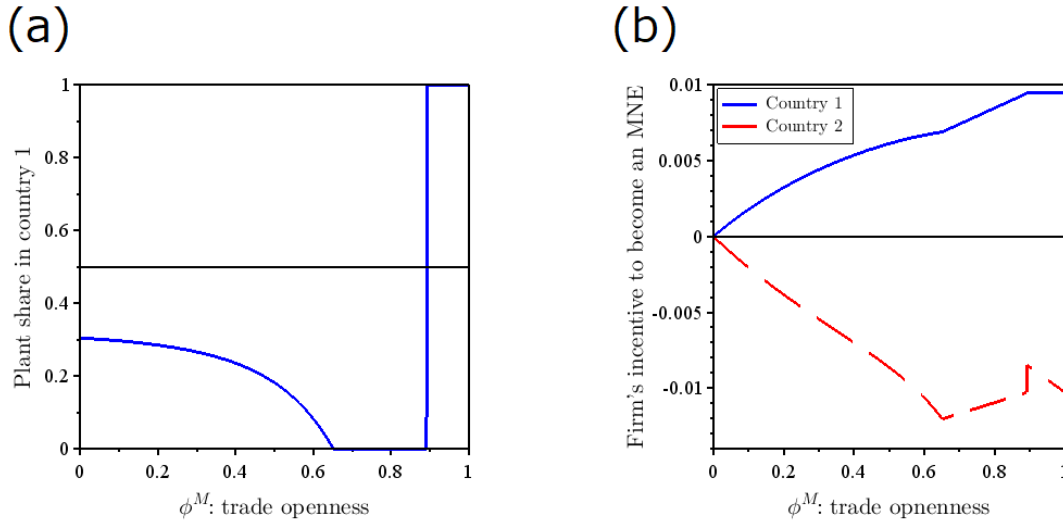 (a)
(b)
Plant share in country 1
1
0.8
0.6
0.4
0.2
0
0
0.2
0.4
0.6
0.8
1
ϕ^M: trade openness
Firm's incentive to become an MNE
0.01
0.005
0
-0.005
-0.01
Country 1
Country 2
0
0.2
0.4
0.6
0.8
1
ϕ^M: trade opnenness